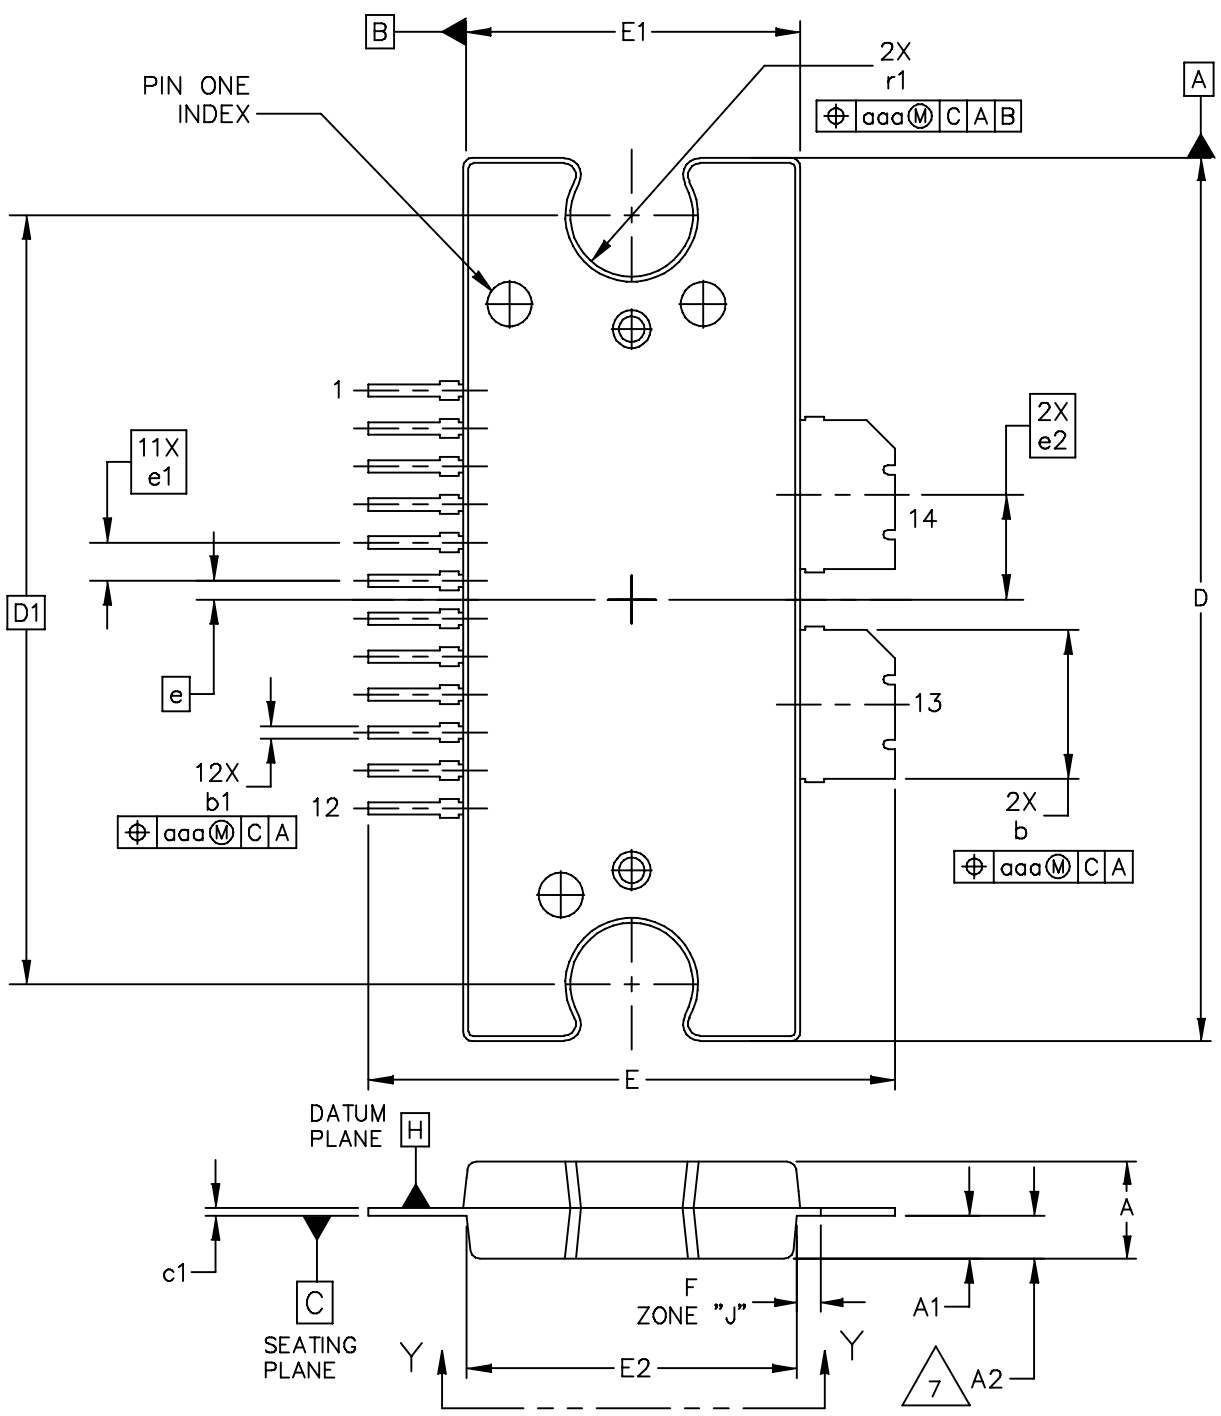 B
E1
2X
r1
⌖ aaa Ⓜ C A B
A
PIN ONE
INDEX
1
11X
e1
2X
e2
14
D1
D
e
13
12X
b1
⌖ aaa Ⓜ C A
12
2X
b
⌖ aaa Ⓜ C A
E
DATUM
PLANE
H
A
c1
C
SEATING
PLANE
F
ZONE "J"
A1
Y
Y
E2
7
A2